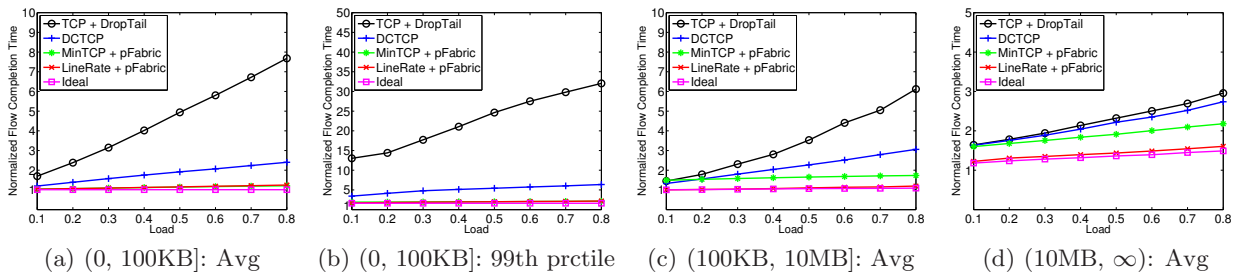 Normalized Flow Completion Time
10
9
8
7
6
5
4
3
2
1
TCP + DropTail
DCTCP
MinTCP + pFabric
LineRate + pFabric
Ideal
0.1 0.2 0.3 0.4 0.5 0.6 0.7 0.8
Load
(a) (0, 100KB]: Avg
Normalized Flow Completion Time
50
45
40
35
30
25
20
15
10
5
1
TCP + DropTail
DCTCP
MinTCP + pFabric
LineRate + pFabric
Ideal
0.1 0.2 0.3 0.4 0.5 0.6 0.7 0.8
Load
(b) (0, 100KB]: 99th prctile
Normalized Flow Completion Time
10
9
8
7
6
5
4
3
2
1
TCP + DropTail
DCTCP
MinTCP + pFabric
LineRate + pFabric
Ideal
0.1 0.2 0.3 0.4 0.5 0.6 0.7 0.8
Load
(c) (100KB, 10MB]: Avg
Normalized Flow Completion Time
5
4
3
2
1
TCP + DropTail
DCTCP
MinTCP + pFabric
LineRate + pFabric
Ideal
0.1 0.2 0.3 0.4 0.5 0.6 0.7 0.8
Load
(d) (10MB, ∞): Avg